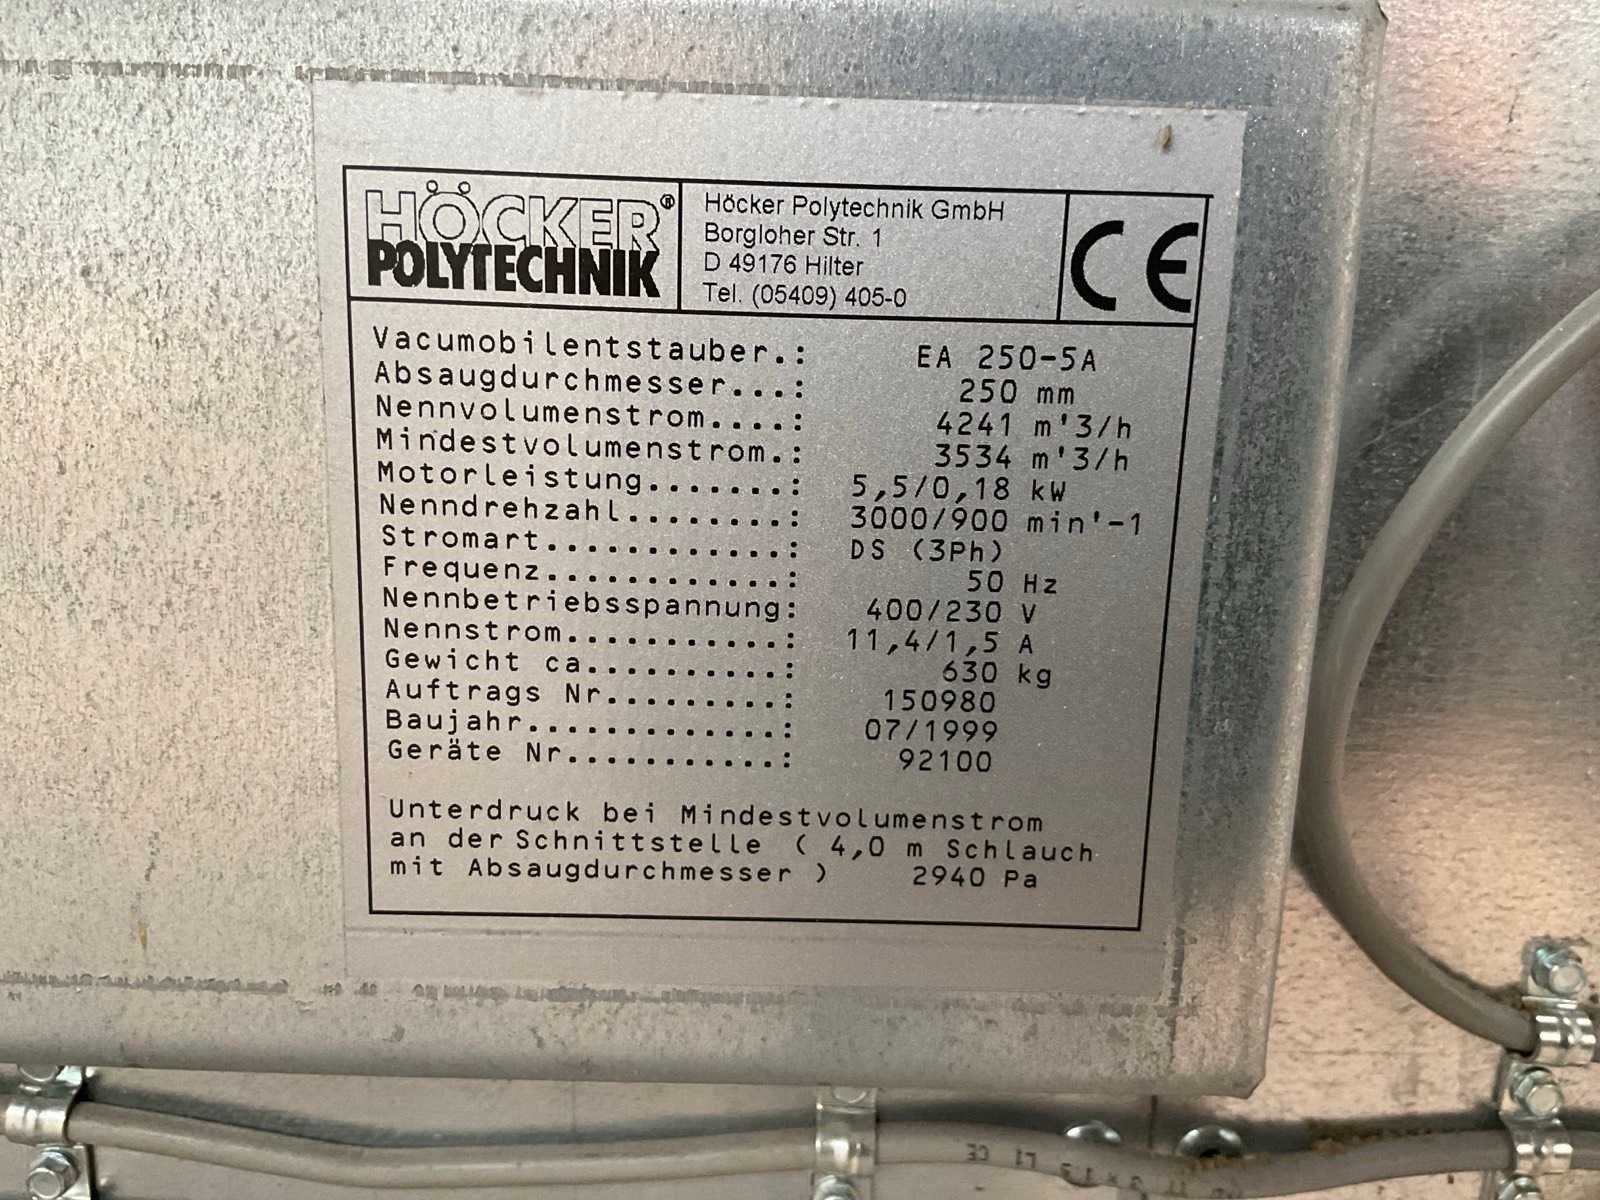 HÖCKER®
POLYTECHNIK
Höcker Polytechnik GmbH
Borgloher Str. 1
D 49176 Hilter
Tel. (05409) 405-0
CE
Vacumobilentstauber.: EA 250-5A
Absaugdurchmesser...: 250 mm
Nennvolumenstrom....: 4241 m'3/h
Mindestvolumenstrom.: 3534 m'3/h
Motorleistung.......: 5,5/0,18 kW
Nenndrehzahl........: 3000/900 min'-1
Stromart............: DS (3Ph)
Frequenz............: 50 Hz
Nennbetriebsspannung: 400/230 V
Nennstrom...........: 11,4/1,5 A
Gewicht ca..........: 630 kg
Auftrags Nr.........: 150980
Baujahr.............: 07/1999
Geräte Nr...........: 92100
Unterdruck bei Mindestvolumenstrom
an der Schnittstelle ( 4,0 m Schlauch
mit Absaugdurchmesser ) 2940 Pa